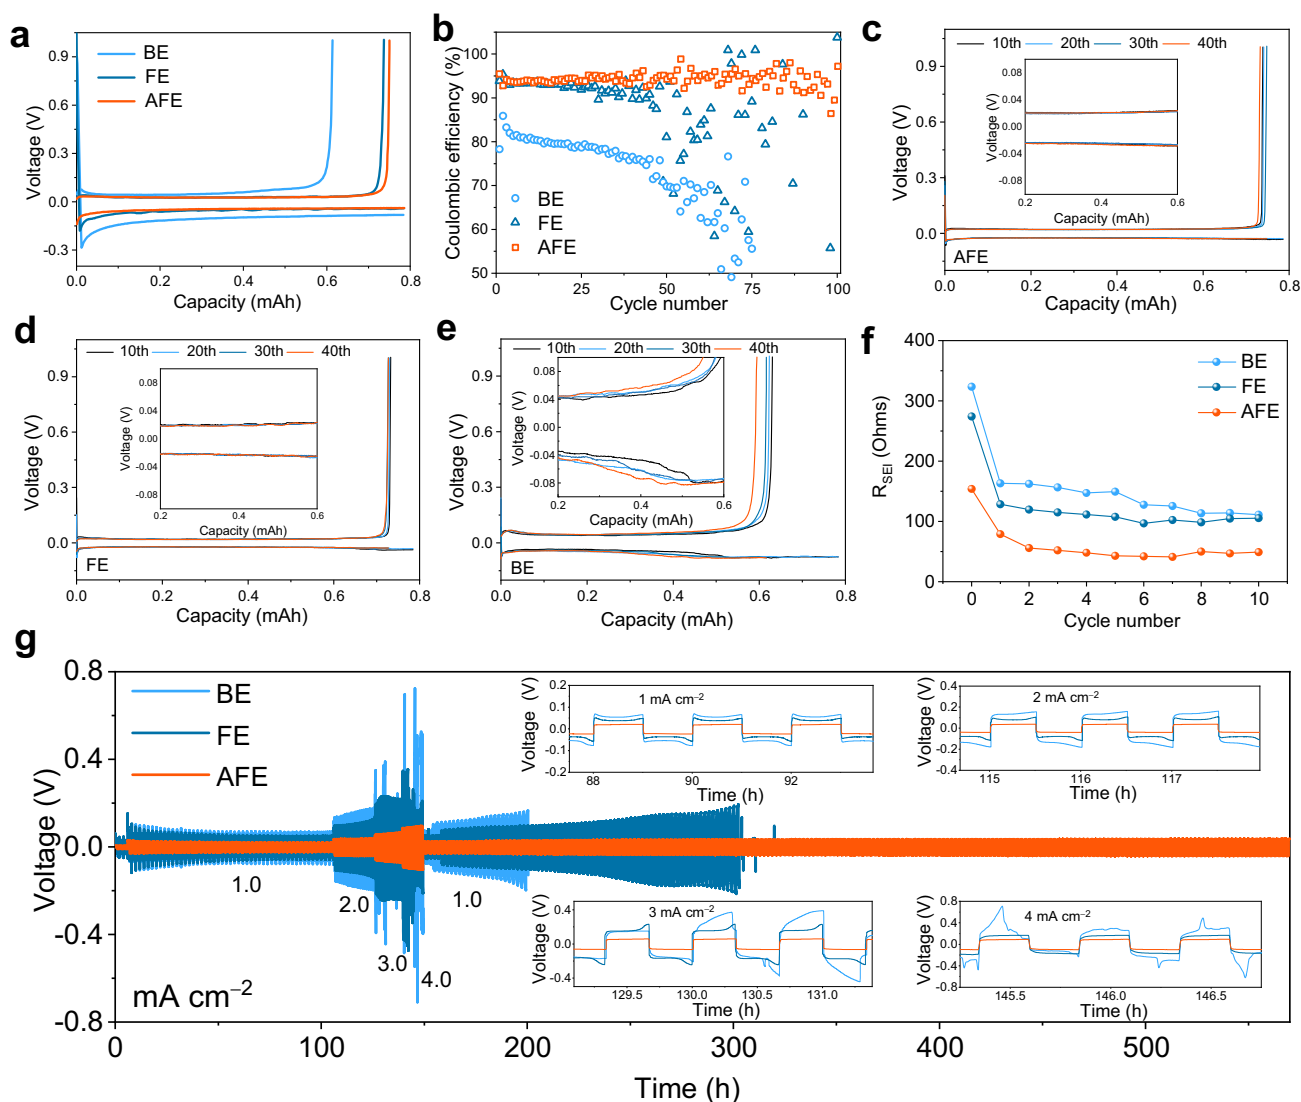 a
BE
FE
AFE
0.9
0.6
0.3
0.0
-0.3
Voltage (V)
0.0 0.2 0.4 0.6 0.8
Capacity (mAh)
b
100
90
80
70
60
50
Coulombic efficiency (%)
BE
FE
AFE
0 25 50 75 100
Cycle number
c
10th 20th 30th 40th
0.9
0.6
0.3
0.0
Voltage (V)
0.08
0.04
0.00
-0.04
-0.08
Voltage (V)
0.2 0.4 0.6
Capacity (mAh)
AFE
0.0 0.2 0.4 0.6 0.8
Capacity (mAh)
d
10th 20th 30th 40th
0.9
0.6
0.3
0.0
Voltage (V)
0.08
0.04
0.00
-0.04
-0.08
Voltage (V)
0.2 0.4 0.6
Capacity (mAh)
FE
0.0 0.2 0.4 0.6 0.8
Capacity (mAh)
e
10th 20th 30th 40th
0.9
0.6
0.3
0.0
Voltage (V)
0.08
0.04
0.00
-0.04
-0.08
Voltage (V)
0.2 0.3 0.4 0.5 0.6
Capacity (mAh)
BE
0.0 0.2 0.4 0.6 0.8
Capacity (mAh)
f
400
300
200
100
0
R_SEI (Ohms)
BE
FE
AFE
0 2 4 6 8 10
Cycle number
g
0.8
0.4
0.0
-0.4
-0.8
Voltage (V)
BE
FE
AFE
1.0
2.0
3.0
4.0
1.0
mA cm⁻²
1 mA cm⁻²
0.2
0.1
0.0
-0.1
-0.2
Voltage (V)
88 90 92
Time (h)
2 mA cm⁻²
0.4
0.2
0.0
-0.2
-0.4
Voltage (V)
115 116 117
Time (h)
3 mA cm⁻²
0.4
0.0
-0.4
Voltage (V)
129.5 130.0 130.5 131.0
Time (h)
4 mA cm⁻²
0.8
0.4
0.0
-0.4
-0.8
Voltage (V)
145.5 146.0 146.5
Time (h)
0 100 200 300 400 500
Time (h)